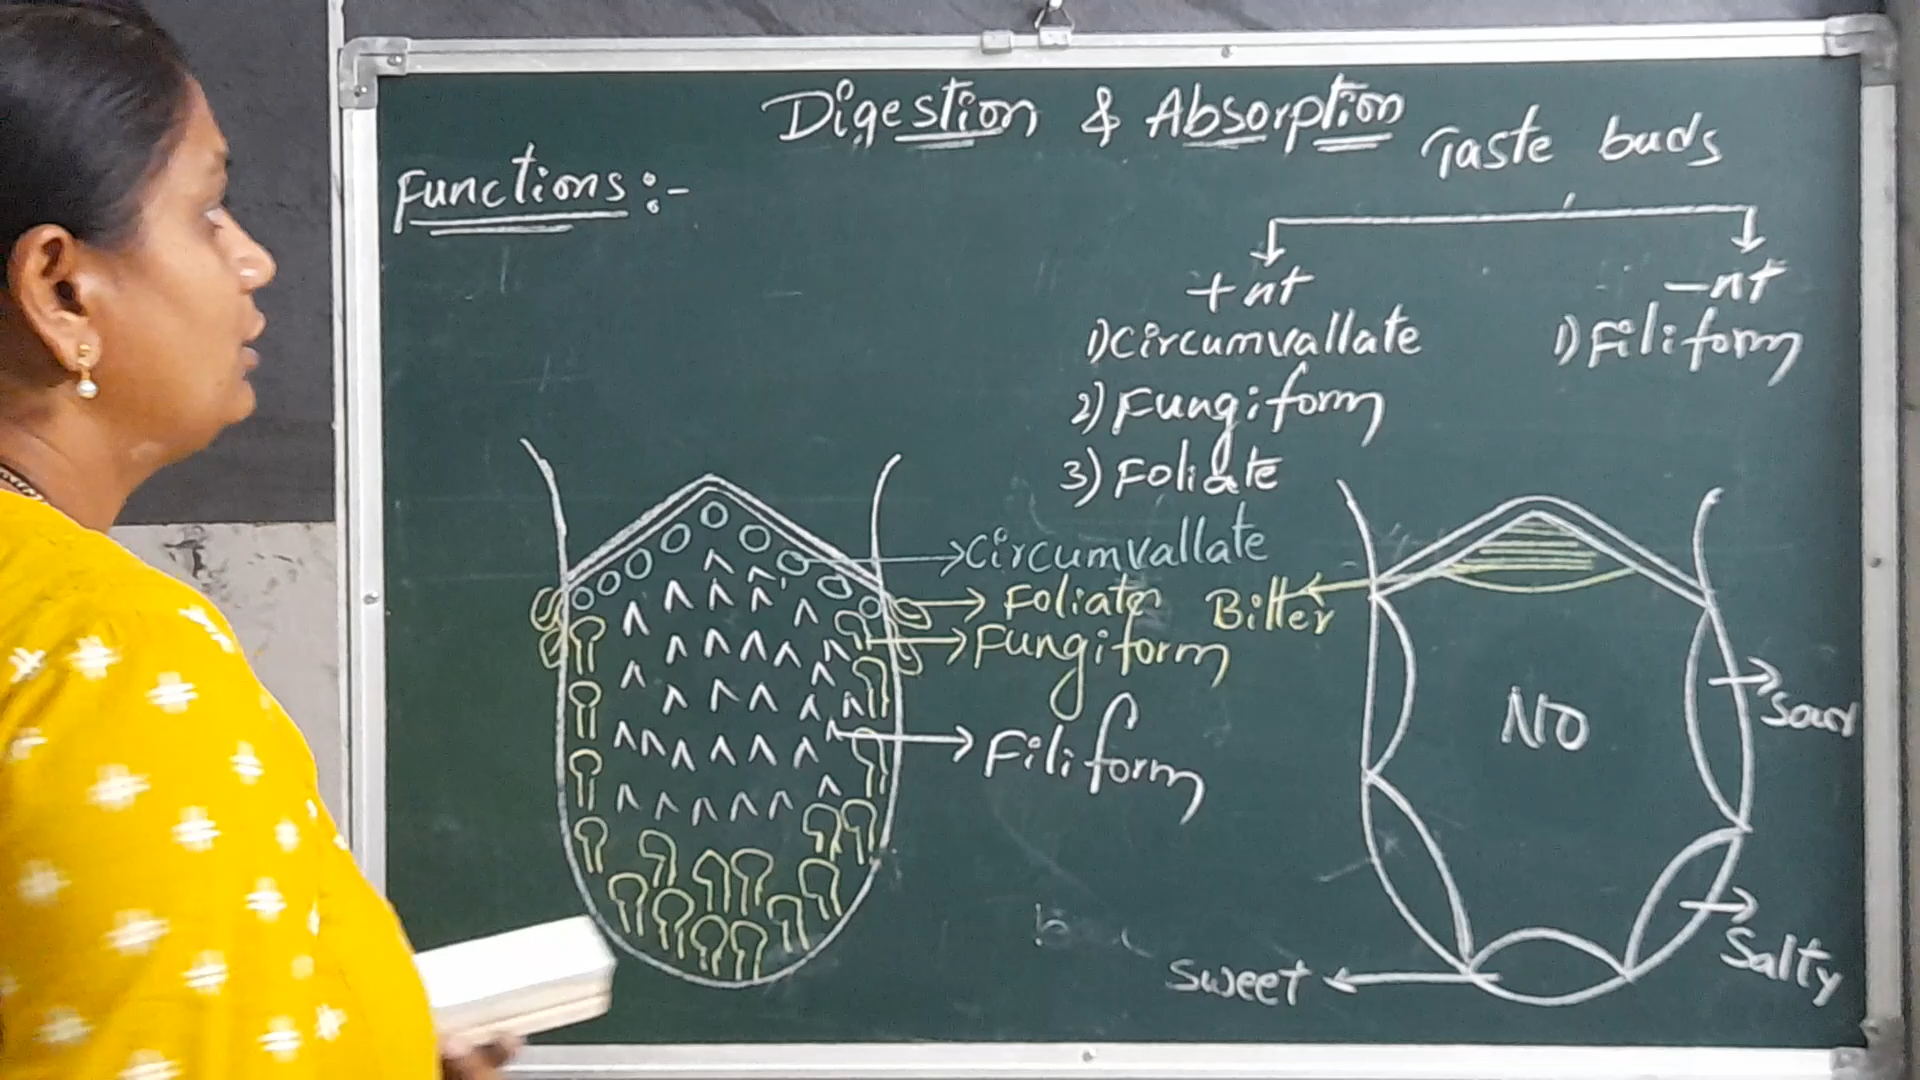 Digestion & Absorption
Functions:-
Taste buds
+nt
-nt
1) Circumvallate
1) Filiform
2) Fungiform
3) Foliate
Circumvallate
Foliate
Bitter
Fungiform
Filiform
NO
Sour
Salty
Sweet